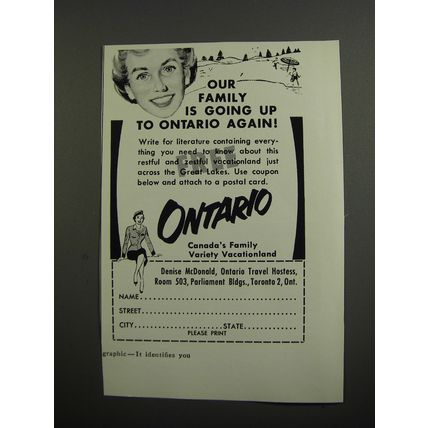 OUR
FAMILY
IS GOING UP
TO ONTARIO AGAIN!
Write for literature containing every-
thing you need to know about this
restful and zestful vacationland just
across the Great Lakes. Use coupon
below and attach to a postal card.
FREE
ONTARIO
Canada's Family
Variety Vacationland
Denise McDonald, Ontario Travel Hostess,
Room 503, Parliament Bldgs., Toronto 2, Ont.
NAME
STREET
CITY STATE
PLEASE PRINT
graphic—It identifies you